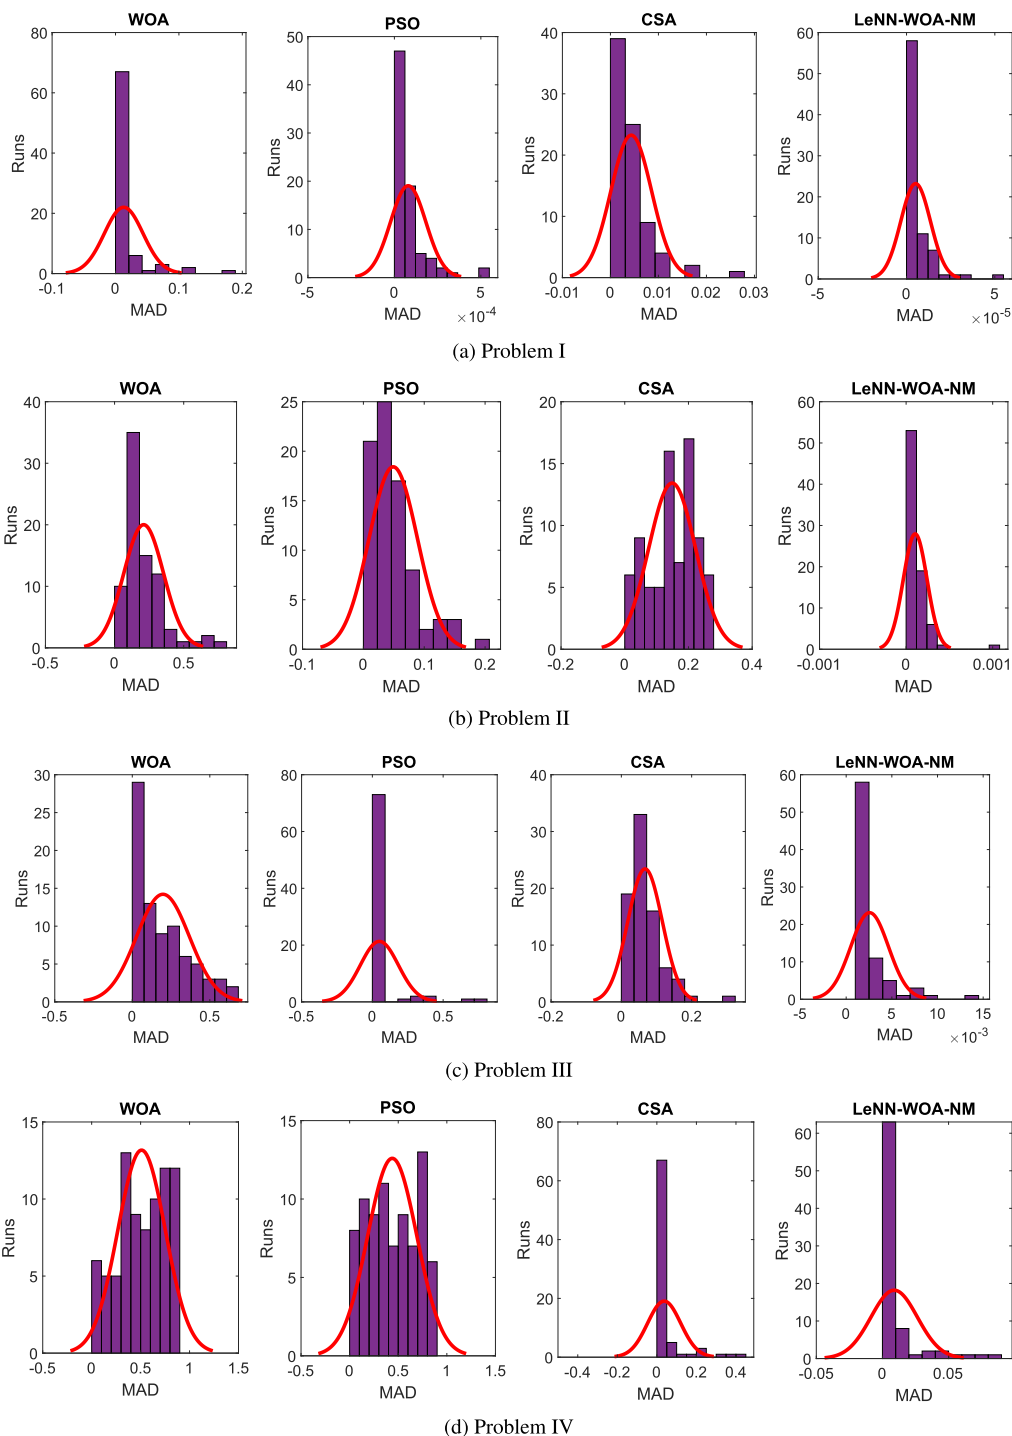 WOA
80
60
40
20
0
-0.1
0
0.1
0.2
Runs
MAD
PSO
50
40
30
20
10
0
-5
0
5
Runs
MAD
×10-4
CSA
40
30
20
10
0
-0.01
0
0.01
0.02
0.03
Runs
MAD
LeNN-WOA-NM
60
50
40
30
20
10
0
-5
0
5
Runs
MAD
×10-5
(a) Problem I
WOA
40
30
20
10
0
-0.5
0
0.5
Runs
MAD
PSO
25
20
15
10
5
0
-0.1
0
0.1
0.2
Runs
MAD
CSA
20
15
10
5
0
-0.2
0
0.2
0.4
Runs
MAD
LeNN-WOA-NM
60
50
40
30
20
10
0
-0.001
0
0.001
Runs
MAD
(b) Problem II
WOA
30
25
20
15
10
5
0
-0.5
0
0.5
Runs
MAD
PSO
80
60
40
20
0
-0.5
0
0.5
Runs
MAD
CSA
40
30
20
10
0
-0.2
0
0.2
Runs
MAD
LeNN-WOA-NM
60
50
40
30
20
10
0
-5
0
5
10
15
Runs
MAD
×10-3
(c) Problem III
WOA
15
10
5
0
-0.5
0
0.5
1
1.5
Runs
MAD
PSO
15
10
5
0
-0.5
0
0.5
1
1.5
Runs
MAD
CSA
80
60
40
20
0
-0.4
-0.2
0
0.2
0.4
Runs
MAD
LeNN-WOA-NM
60
50
40
30
20
10
0
-0.05
0
0.05
Runs
MAD
(d) Problem IV